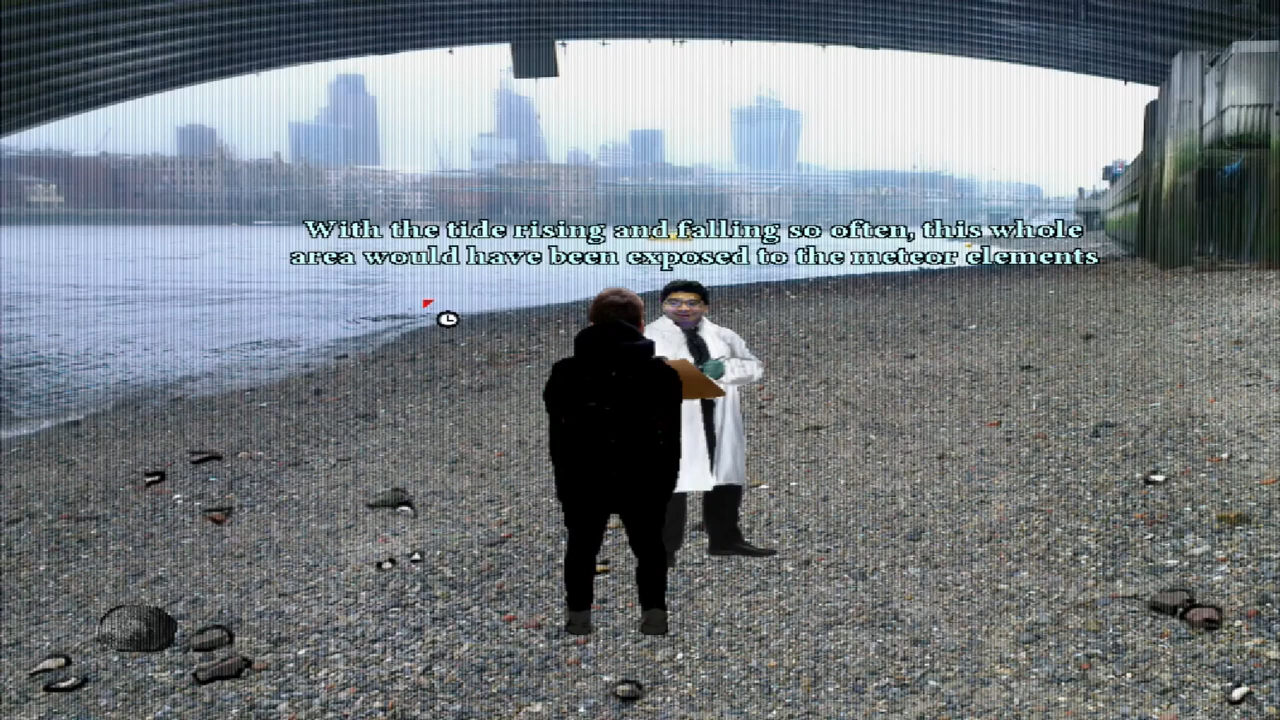 With the tide rising and falling so often, this whole
area would have been exposed to the meteor elements